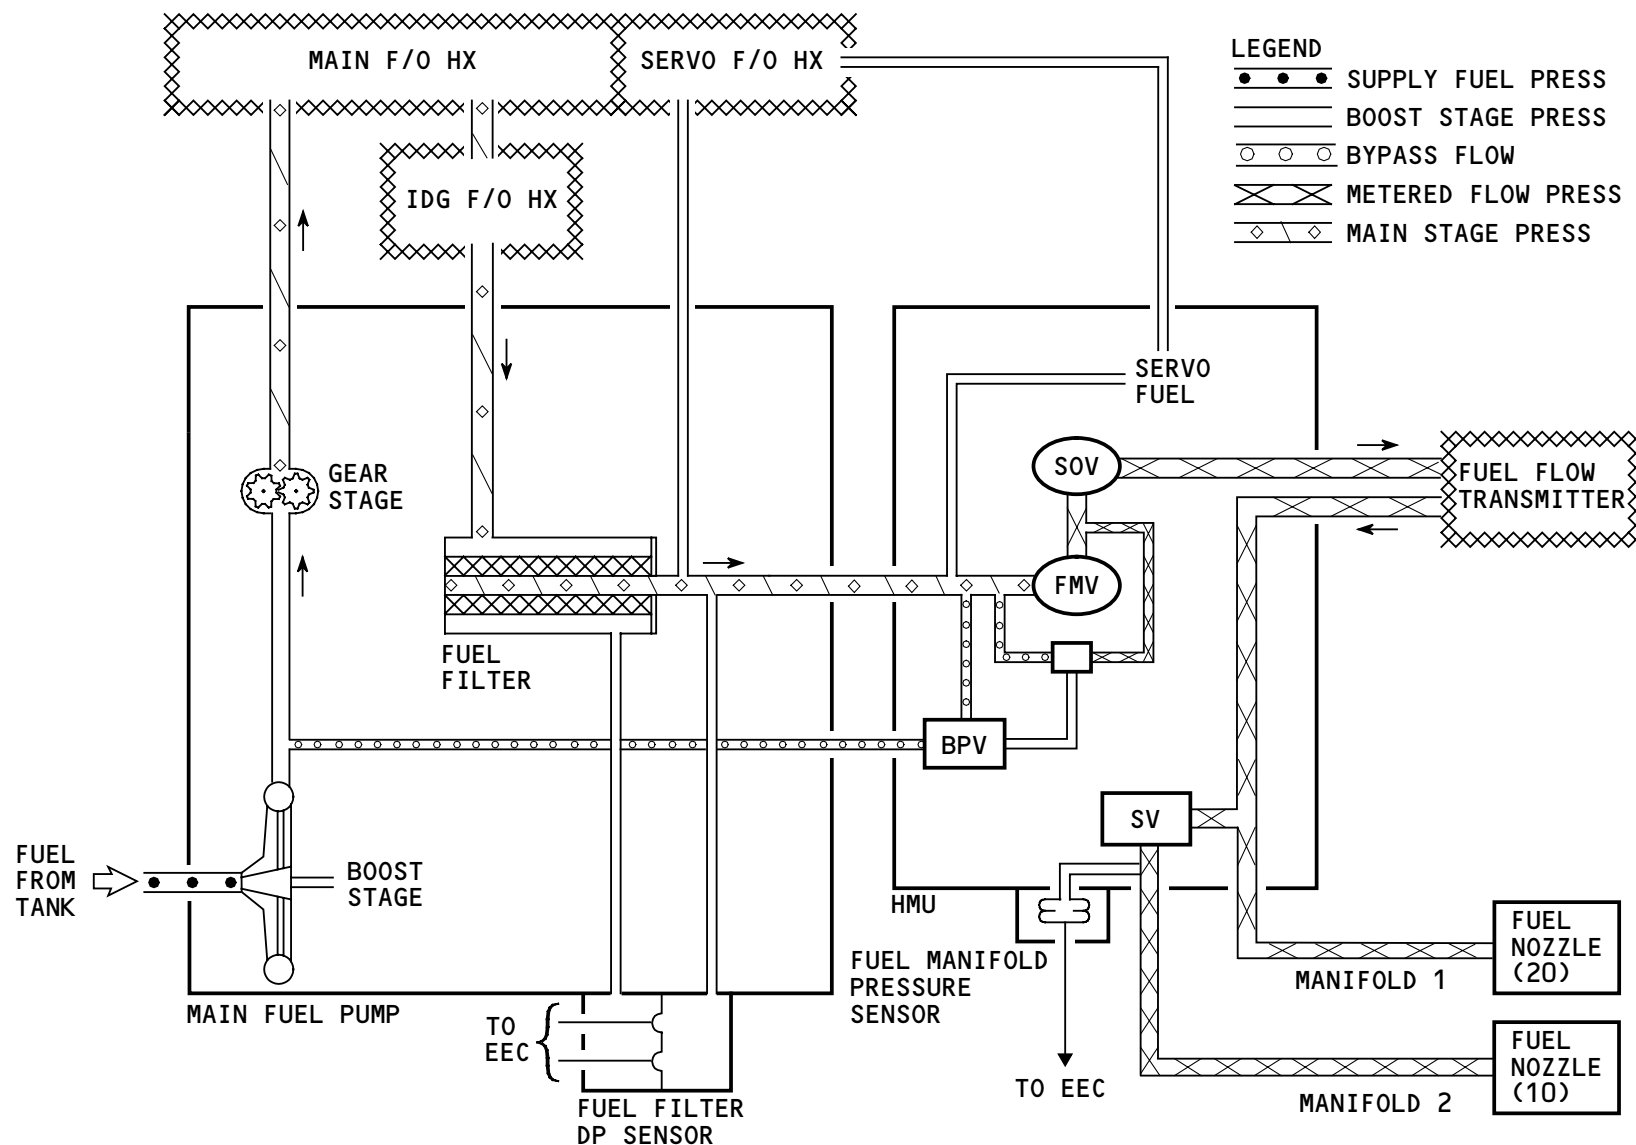 MAIN F/O HX
SERVO F/O HX
LEGEND
SUPPLY FUEL PRESS
BOOST STAGE PRESS
BYPASS FLOW
METERED FLOW PRESS
MAIN STAGE PRESS
IDG F/O HX
SERVO
FUEL
GEAR
STAGE
SOV
FUEL FLOW
TRANSMITTER
FMV
FUEL
FILTER
BPV
SV
FUEL
FROM
TANK
BOOST
STAGE
HMU
FUEL MANIFOLD
PRESSURE
SENSOR
FUEL
NOZZLE
(20)
MANIFOLD 1
MAIN FUEL PUMP
TO
EEC
TO EEC
FUEL
NOZZLE
(10)
MANIFOLD 2
FUEL FILTER
DP SENSOR